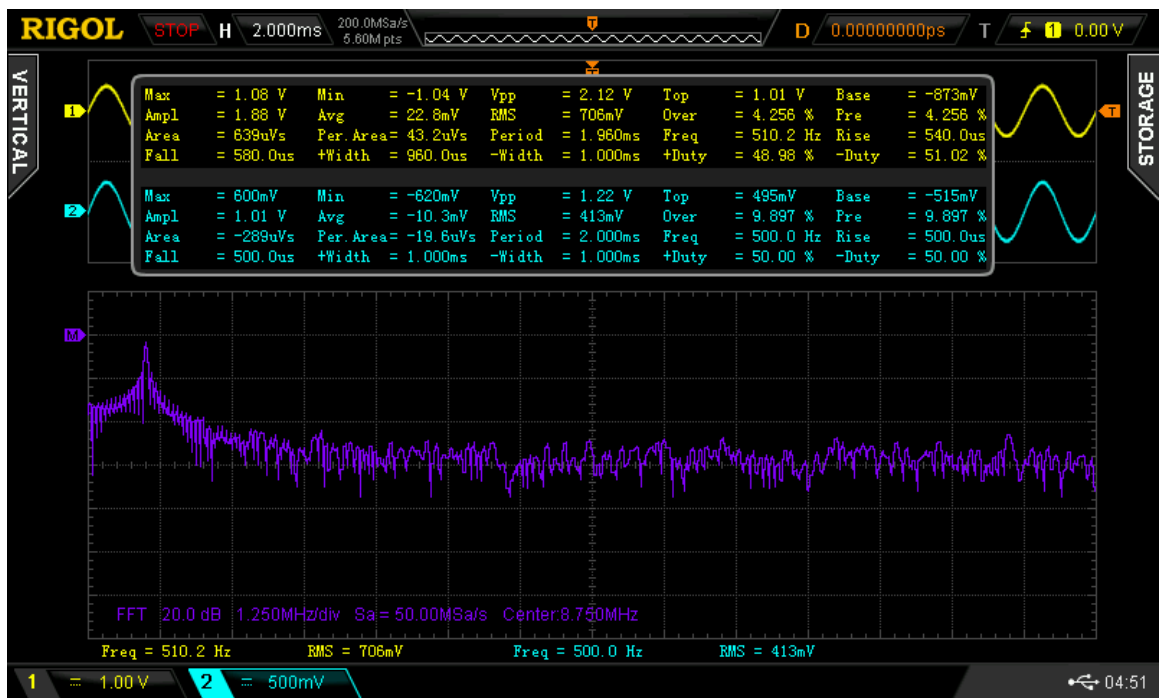 RIGOL STOP H 2.000ms 200.0MSa/s D 0.00000000ps T 1 0.00 V
5.60M pts
T
VERTICAL
STORAGE
1
Max = 1.08 V Min = -1.04 V Vpp = 2.12 V Top = 1.01 V Base = -873mV
T
Ampl = 1.88 V Avg = 22.8mV RMS = 706mV Over = 4.256 % Pre = 4.256 %
Area = 639uVs Per.Area= 43.2uVs Period = 1.960ms Freq = 510.2 Hz Rise = 540.0us
Fall = 580.0us +Width = 960.0us -Width = 1.000ms +Duty = 48.98 % -Duty = 51.02 %
2
Max = 600mV Min = -620mV Vpp = 1.22 V Top = 495mV Base = -515mV
Ampl = 1.01 V Avg = -10.3mV RMS = 413mV Over = 9.897 % Pre = 9.897 %
Area = -289uVs Per.Area= -19.6uVs Period = 2.000ms Freq = 500.0 Hz Rise = 500.0us
Fall = 500.0us +Width = 1.000ms -Width = 1.000ms +Duty = 50.00 % -Duty = 50.00 %
M
FFT 20.0 dB 1.250MHz/div Sa= 50.00MSa/s Center:8.750MHz
Freq = 510.2 Hz RMS = 706mV Freq = 500.0 Hz RMS = 413mV
1 = 1.00 V 2 = 500mV 04:51